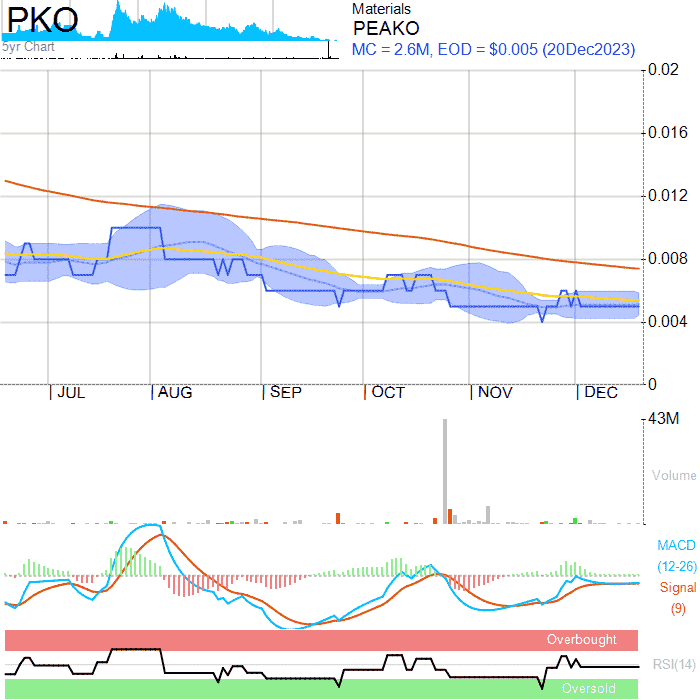 PKO
5yr Chart
Materials
PEAKO
MC = 2.6M, EOD = $0.005 (20Dec2023)
0.02
0.016
0.012
0.008
0.004
0
JUL AUG SEP OCT NOV DEC
43M
Volume
MACD
(12-26)
Signal
(9)
Overbought
RSI(14)
Oversold